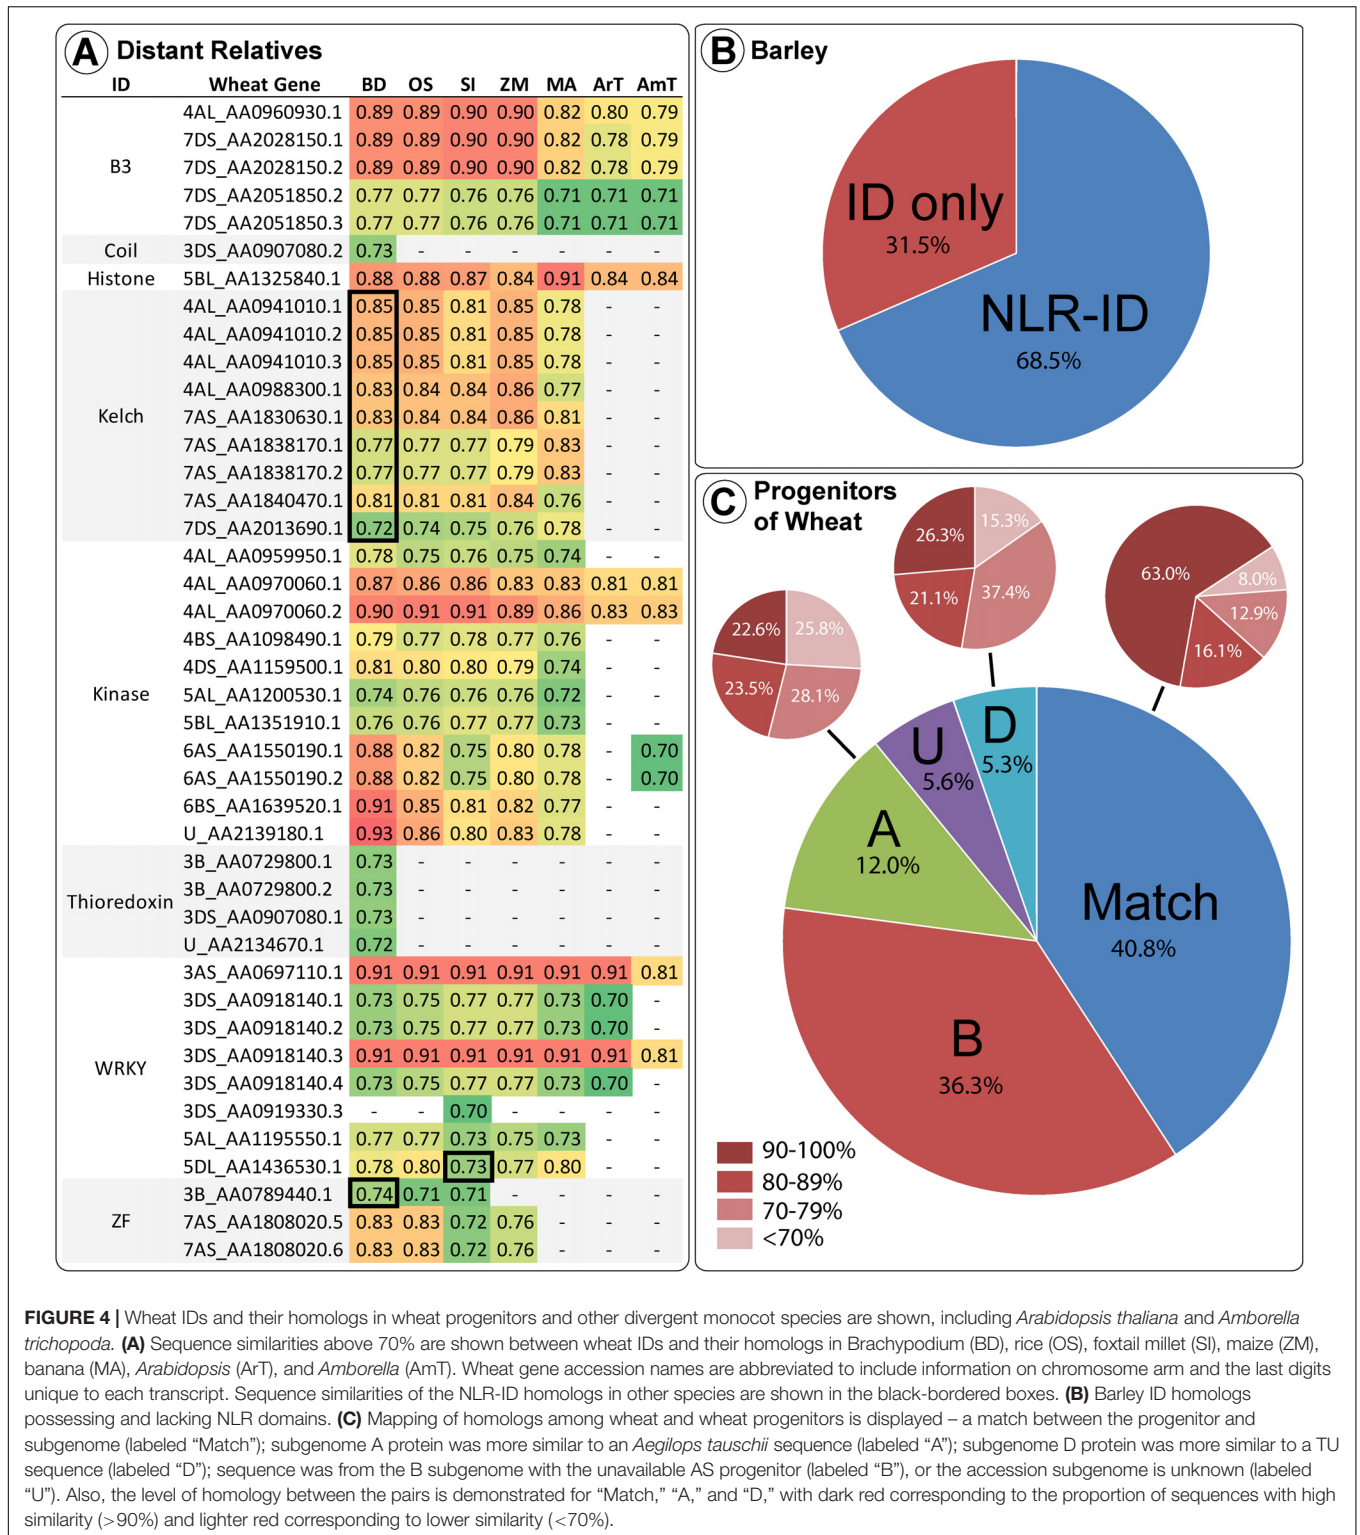 A Distant Relatives
ID Wheat Gene BD OS SI ZM MA ArT AmT
B3
4AL_AA0960930.1 0.89 0.89 0.90 0.90 0.82 0.80 0.79
7DS_AA2028150.1 0.89 0.89 0.90 0.90 0.82 0.78 0.79
7DS_AA2028150.2 0.89 0.89 0.90 0.90 0.82 0.78 0.79
7DS_AA2051850.2 0.77 0.77 0.76 0.76 0.71 0.71 0.71
7DS_AA2051850.3 0.77 0.77 0.76 0.76 0.71 0.71 0.71
Coil 3DS_AA0907080.2 0.73 - - - - - -
Histone 5BL_AA1325840.1 0.88 0.88 0.87 0.84 0.91 0.84 0.84
Kelch
4AL_AA0941010.1 0.85 0.85 0.81 0.85 0.78 - -
4AL_AA0941010.2 0.85 0.85 0.81 0.85 0.78 - -
4AL_AA0941010.3 0.85 0.85 0.81 0.85 0.78 - -
4AL_AA0988300.1 0.83 0.84 0.84 0.86 0.77 - -
7AS_AA1830630.1 0.83 0.84 0.84 0.86 0.81 - -
7AS_AA1838170.1 0.77 0.77 0.77 0.79 0.83 - -
7AS_AA1838170.2 0.77 0.77 0.77 0.79 0.83 - -
7AS_AA1840470.1 0.81 0.81 0.81 0.84 0.76 - -
7DS_AA2013690.1 0.72 0.74 0.75 0.76 0.78 - -
Kinase
4AL_AA0959950.1 0.78 0.75 0.76 0.75 0.74 - -
4AL_AA0970060.1 0.87 0.86 0.86 0.83 0.83 0.81 0.81
4AL_AA0970060.2 0.90 0.91 0.91 0.89 0.86 0.83 0.83
4BS_AA1098490.1 0.79 0.77 0.78 0.77 0.76 - -
4DS_AA1159500.1 0.81 0.80 0.80 0.79 0.74 - -
5AL_AA1200530.1 0.74 0.76 0.76 0.76 0.72 - -
5BL_AA1351910.1 0.76 0.76 0.77 0.77 0.73 - -
6AS_AA1550190.1 0.88 0.82 0.75 0.80 0.78 - 0.70
6AS_AA1550190.2 0.88 0.82 0.75 0.80 0.78 - 0.70
6BS_AA1639520.1 0.91 0.85 0.81 0.82 0.77 - -
U_AA2139180.1 0.93 0.86 0.80 0.83 0.78 - -
Thioredoxin
3B_AA0729800.1 0.73 - - - - - -
3B_AA0729800.2 0.73 - - - - - -
3DS_AA0907080.1 0.73 - - - - - -
U_AA2134670.1 0.72 - - - - - -
WRKY
3AS_AA0697110.1 0.91 0.91 0.91 0.91 0.91 0.91 0.81
3DS_AA0918140.1 0.73 0.75 0.77 0.77 0.73 0.70 -
3DS_AA0918140.2 0.73 0.75 0.77 0.77 0.73 0.70 -
3DS_AA0918140.3 0.91 0.91 0.91 0.91 0.91 0.91 0.81
3DS_AA0918140.4 0.73 0.75 0.77 0.77 0.73 0.70 -
3DS_AA0919330.3 - - 0.70 - - - -
5AL_AA1195550.1 0.77 0.77 0.73 0.75 0.73 - -
5DL_AA1436530.1 0.78 0.80 0.73 0.77 0.80 - -
ZF
3B_AA0789440.1 0.74 0.71 0.71 - - - -
7AS_AA1808020.5 0.83 0.83 0.72 0.76 - - -
7AS_AA1808020.6 0.83 0.83 0.72 0.76 - - -
B Barley
ID only
31.5%
NLR-ID
68.5%
C Progenitors
of Wheat
26.3% 15.3%
21.1% 37.4%
63.0%
8.0%
12.9%
16.1%
22.6% 25.8%
23.5% 28.1%
D
5.3%
U
5.6%
A
12.0%
Match
40.8%
B
36.3%
90-100%
80-89%
70-79%
<70%
FIGURE 4 | Wheat IDs and their homologs in wheat progenitors and other divergent monocot species are shown, including Arabidopsis thaliana and Amborella
trichopoda. (A) Sequence similarities above 70% are shown between wheat IDs and their homologs in Brachypodium (BD), rice (OS), foxtail millet (SI), maize (ZM),
banana (MA), Arabidopsis (ArT), and Amborella (AmT). Wheat gene accession names are abbreviated to include information on chromosome arm and the last digits
unique to each transcript. Sequence similarities of the NLR-ID homologs in other species are shown in the black-bordered boxes. (B) Barley ID homologs
possessing and lacking NLR domains. (C) Mapping of homologs among wheat and wheat progenitors is displayed – a match between the progenitor and
subgenome (labeled “Match”); subgenome A protein was more similar to an Aegilops tauschii sequence (labeled “A”); subgenome D protein was more similar to a TU
sequence (labeled “D”); sequence was from the B subgenome with the unavailable AS progenitor (labeled “B”), or the accession subgenome is unknown (labeled
“U”). Also, the level of homology between the pairs is demonstrated for “Match,” “A,” and “D,” with dark red corresponding to the proportion of sequences with high
similarity (>90%) and lighter red corresponding to lower similarity (<70%).